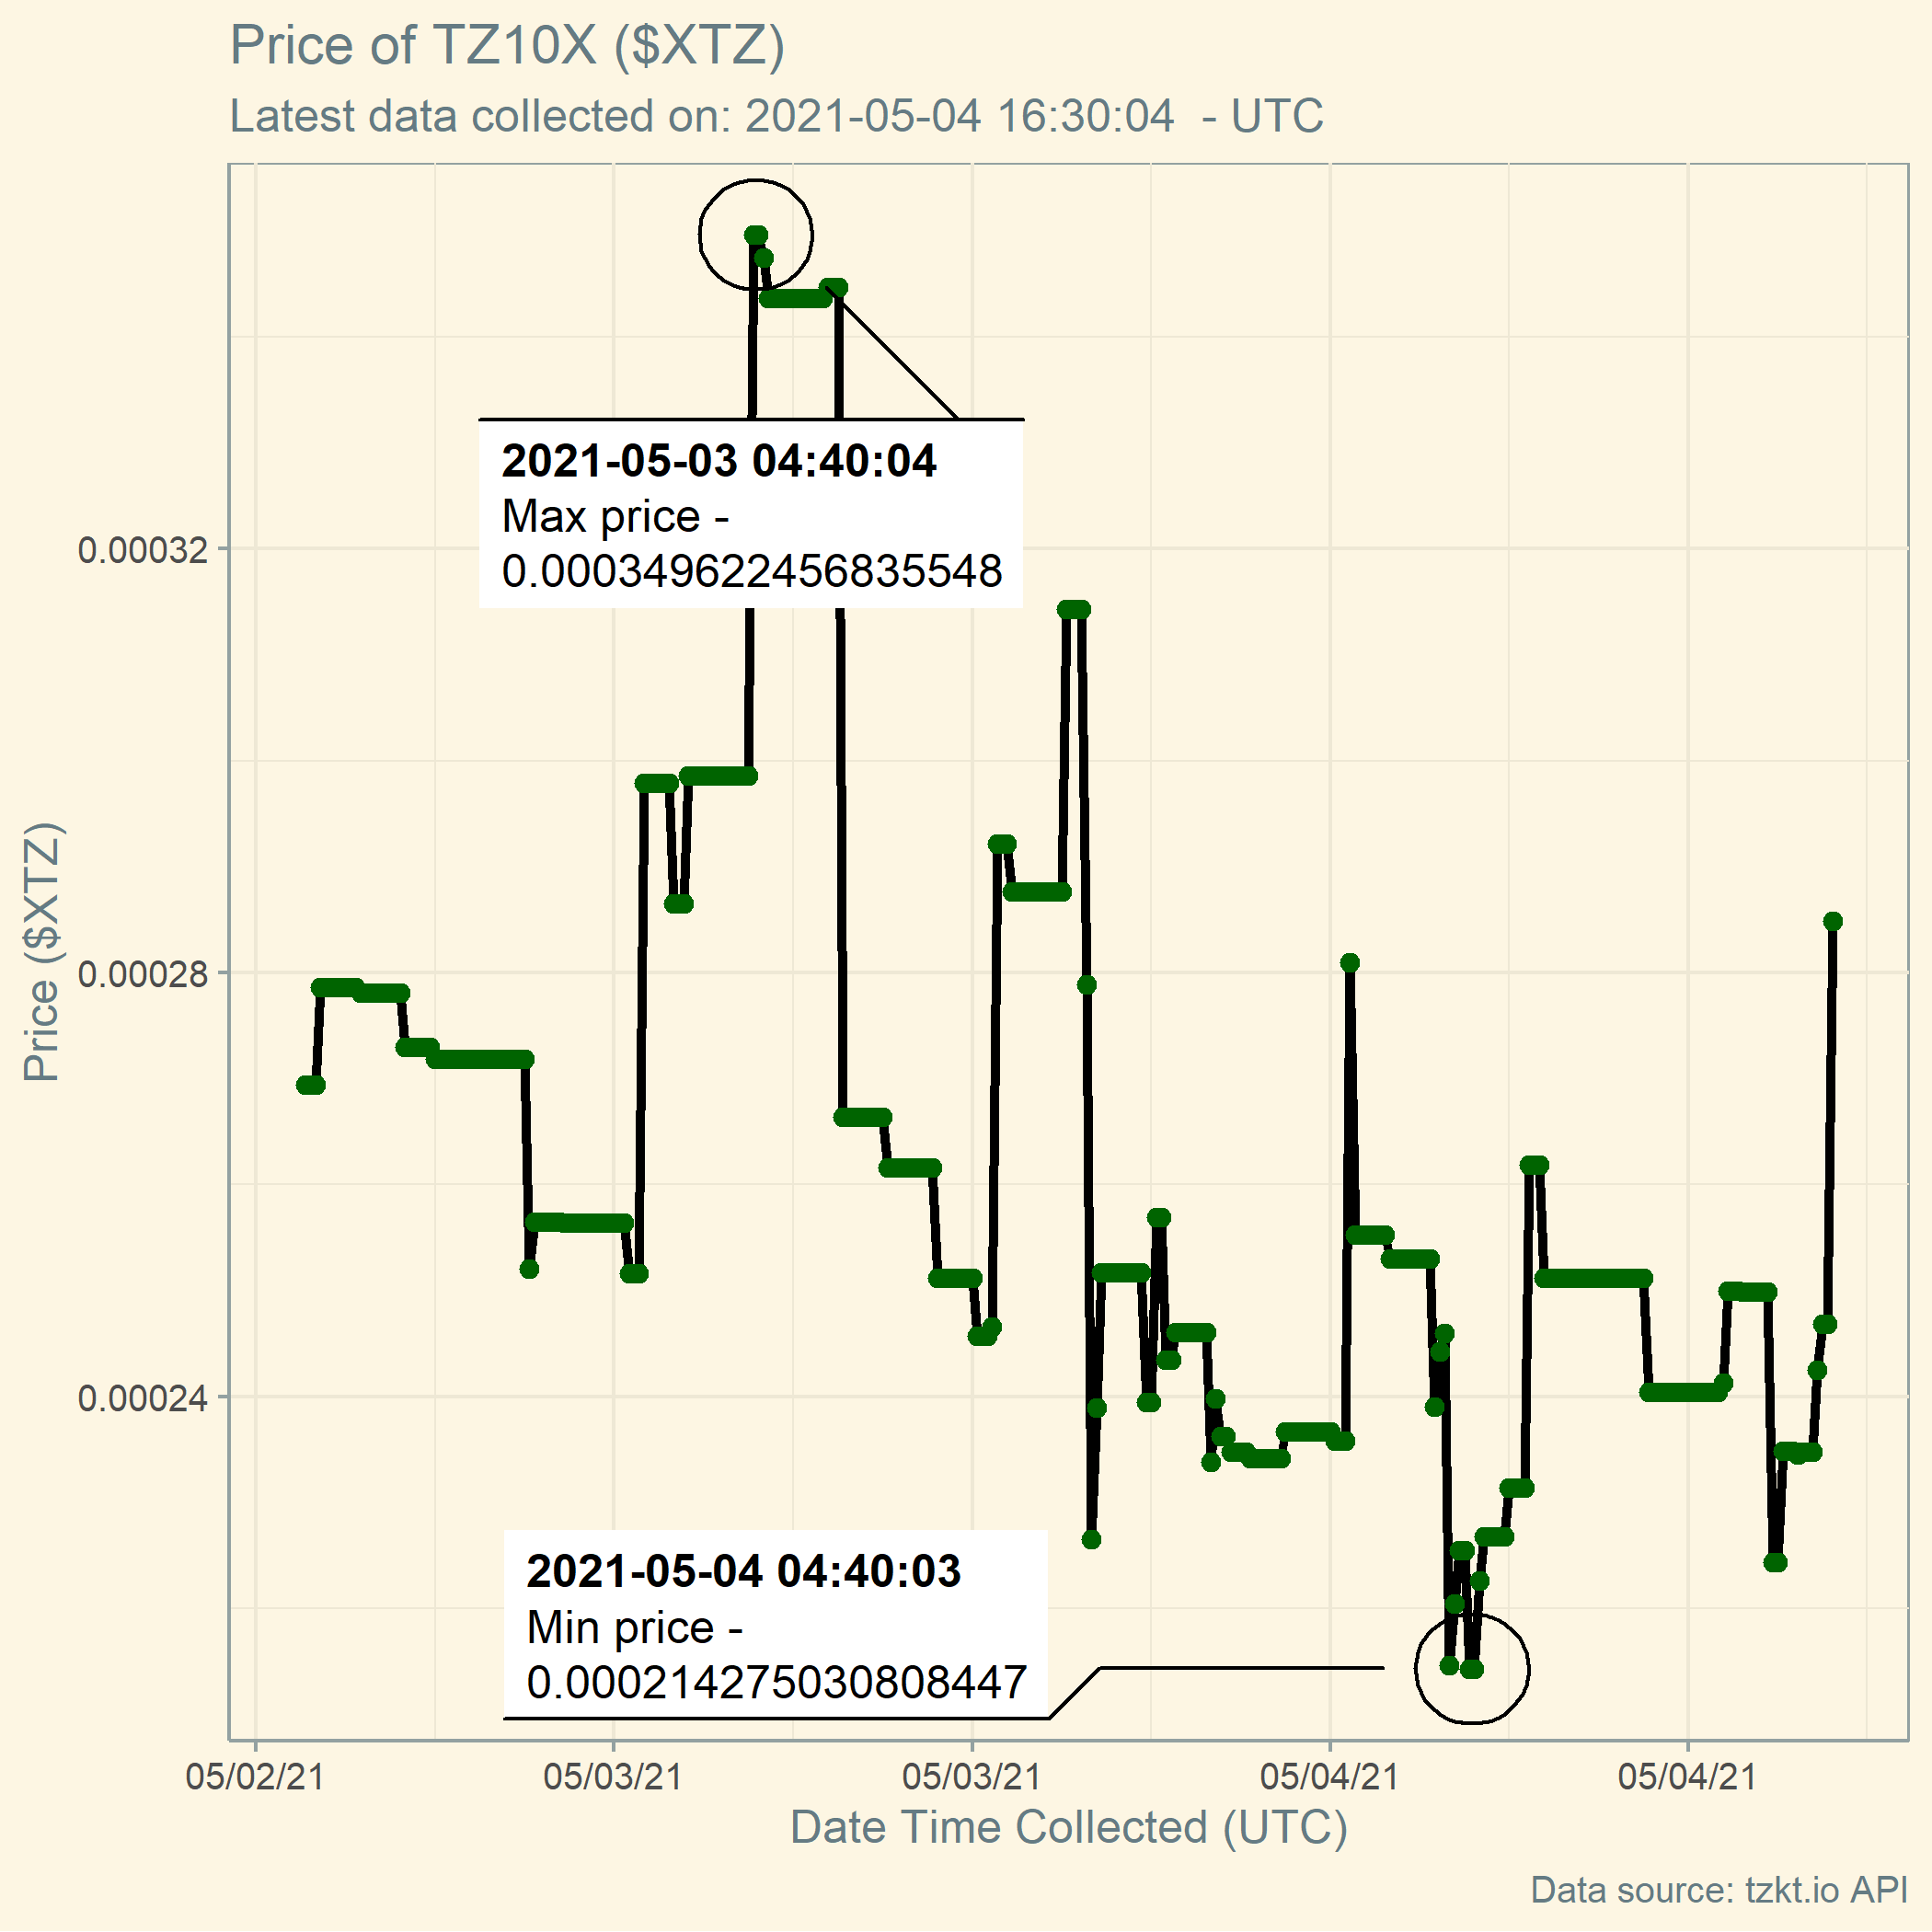 Price of TZ10X ($XTZ)
Latest data collected on: 2021-05-04 16:30:04  - UTC
2021-05-03 04:40:04
Max price -
0.000349622456835548
0.00032
Price ($XTZ)
0.00028
0.00024
2021-05-04 04:40:03
Min price -
0.000214275030808447
05/02/21
05/03/21
05/03/21
05/04/21
05/04/21
Date Time Collected (UTC)
Data source: tzkt.io API